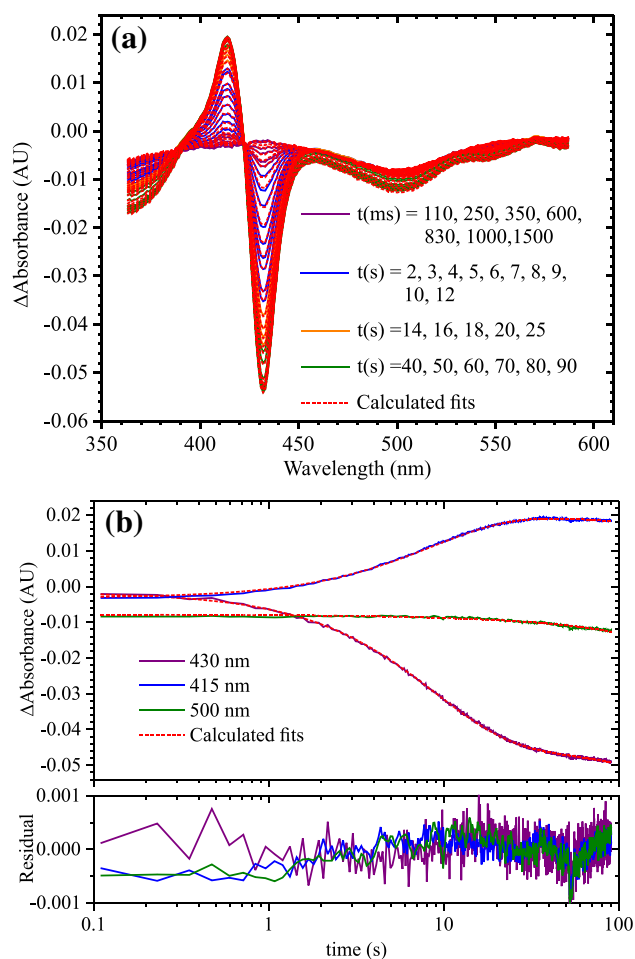 (a)
0.02
0.01
0.00
-0.01
-0.02
-0.03
-0.04
-0.05
-0.06
ΔAbsorbance (AU)
t(ms) = 110, 250, 350, 600,
830, 1000,1500
t(s) = 2, 3, 4, 5, 6, 7, 8, 9,
10, 12
t(s) =14, 16, 18, 20, 25
t(s) =40, 50, 60, 70, 80, 90
Calculated fits
350 400 450 500 550 600
Wavelength (nm)
(b)
0.02
0.00
-0.01
-0.03
-0.04
-0.05
ΔAbsorbance (AU)
430 nm
415 nm
500 nm
Calculated fits
0.001
0.000
-0.001
Residual
0.1 1 10 100
time (s)